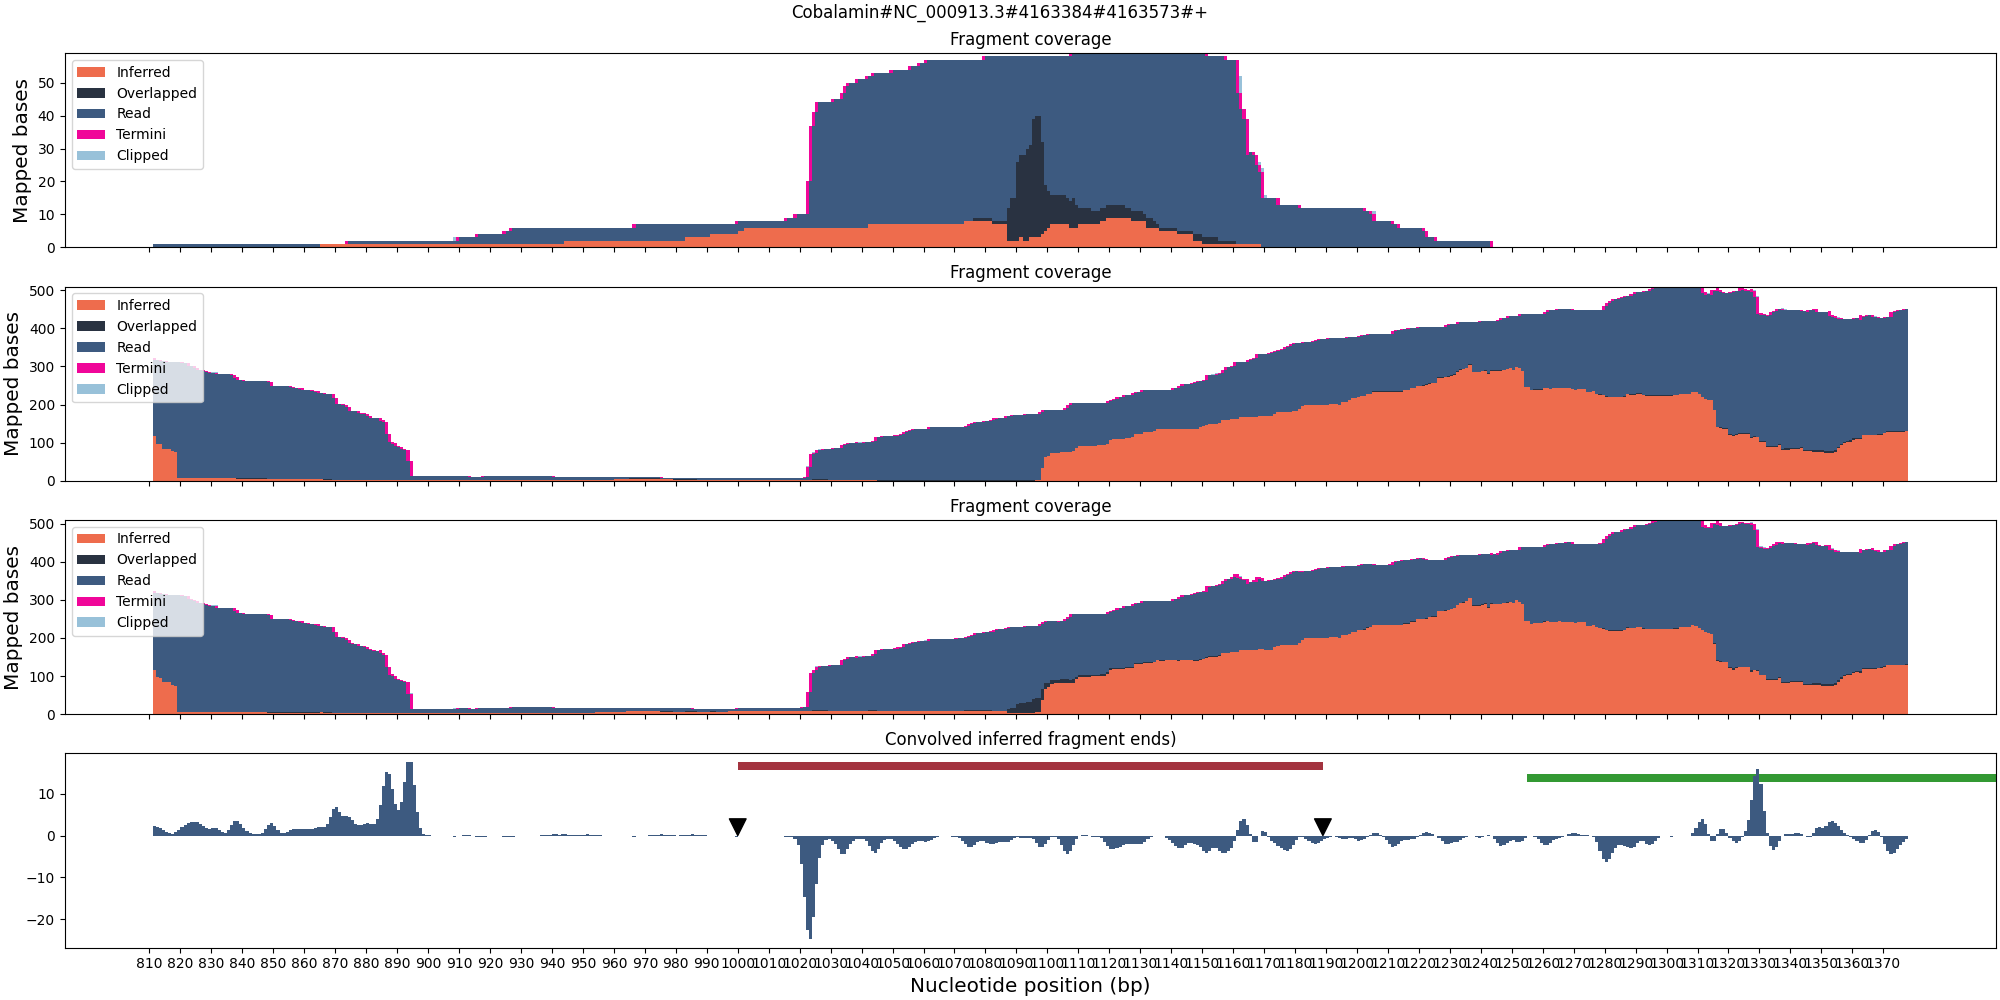 Cobalamin#NC_000913.3#4163384#4163573#+
Fragment coverage
Mapped bases
50
40
30
20
10
0
Inferred
Overlapped
Read
Termini
Clipped
Fragment coverage
Mapped bases
500
400
300
200
100
0
Inferred
Overlapped
Read
Termini
Clipped
Fragment coverage
Mapped bases
500
400
300
200
100
0
Inferred
Overlapped
Read
Termini
Clipped
Convolved inferred fragment ends)
10
0
−10
−20
810 820 830 840 850 860 870 880 890 900 910 920 930 940 950 960 970 980 990 1000 1010 1020 1030 1040 1050 1060 1070 1080 1090 1100 1110 1120 1130 1140 1150 1160 1170 1180 1190 1200 1210 1220 1230 1240 1250 1260 1270 1280 1290 1300 1310 1320 1330 1340 1350 1360 1370
Nucleotide position (bp)